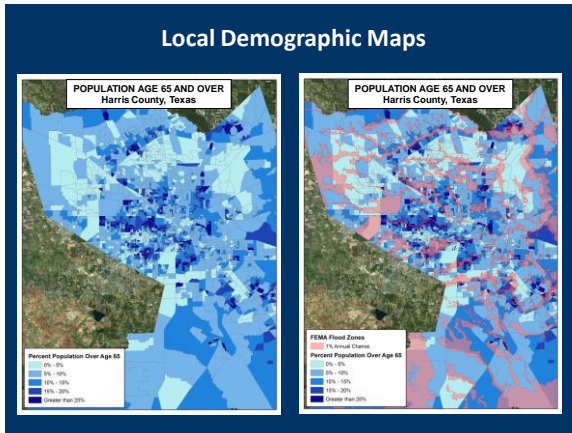 Local Demographic Maps
POPULATION AGE 65 AND OVER
Harris County, Texas
Percent Population Over Age 65
0% - 5%
5% - 10%
10% - 15%
15% - 20%
Greater than 20%
POPULATION AGE 65 AND OVER
Harris County, Texas
FEMA Flood Zones
1% Annual Chance
Percent Population Over Age 65
0% - 5%
5% - 10%
10% - 15%
15% - 20%
Greater than 20%